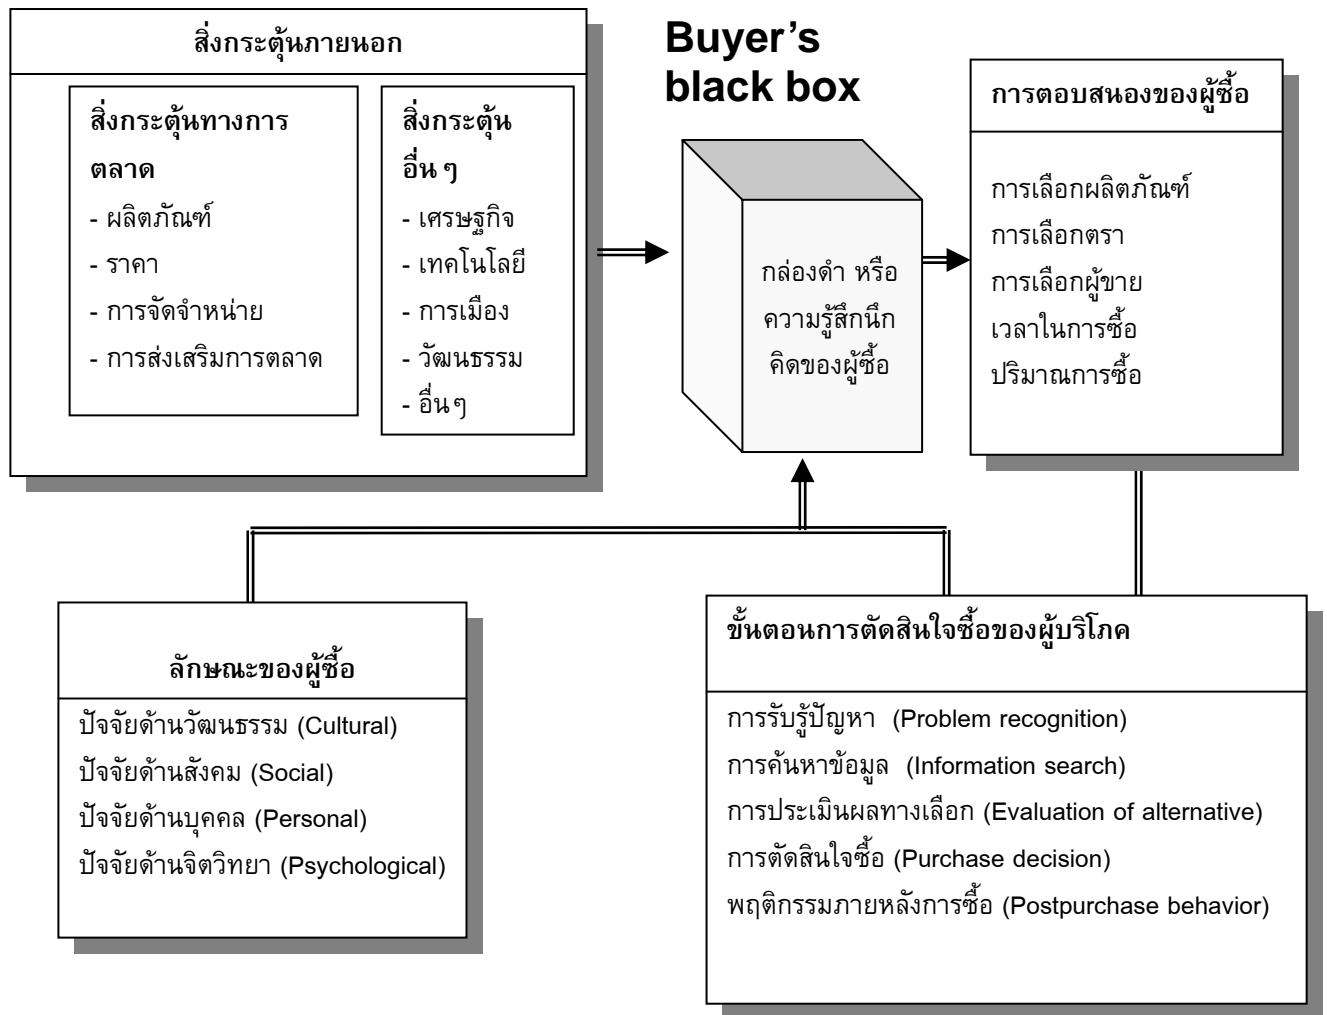 สิ่งกระตุ้นภายนอก
สิ่งกระตุ้นทางการ
ตลาด
- ผลิตภัณฑ์
- ราคา
- การจัดจำหน่าย
- การส่งเสริมการตลาด
สิ่งกระตุ้น
อื่น ๆ
- เศรษฐกิจ
- เทคโนโลยี
- การเมือง
- วัฒนธรรม
- อื่นๆ
Buyer’s
black box
กล่องดำ หรือ
ความรู้สึกนึก
คิดของผู้ซื้อ
การตอบสนองของผู้ซื้อ
การเลือกผลิตภัณฑ์
การเลือกตรา
การเลือกผู้ขาย
เวลาในการซื้อ
ปริมาณการซื้อ
ลักษณะของผู้ซื้อ
ปัจจัยด้านวัฒนธรรม (Cultural)
ปัจจัยด้านสังคม (Social)
ปัจจัยด้านบุคคล (Personal)
ปัจจัยด้านจิตวิทยา (Psychological)
ขั้นตอนการตัดสินใจซื้อของผู้บริโภค
การรับรู้ปัญหา (Problem recognition)
การค้นหาข้อมูล (Information search)
การประเมินผลทางเลือก (Evaluation of alternative)
การตัดสินใจซื้อ (Purchase decision)
พฤติกรรมภายหลังการซื้อ (Postpurchase behavior)